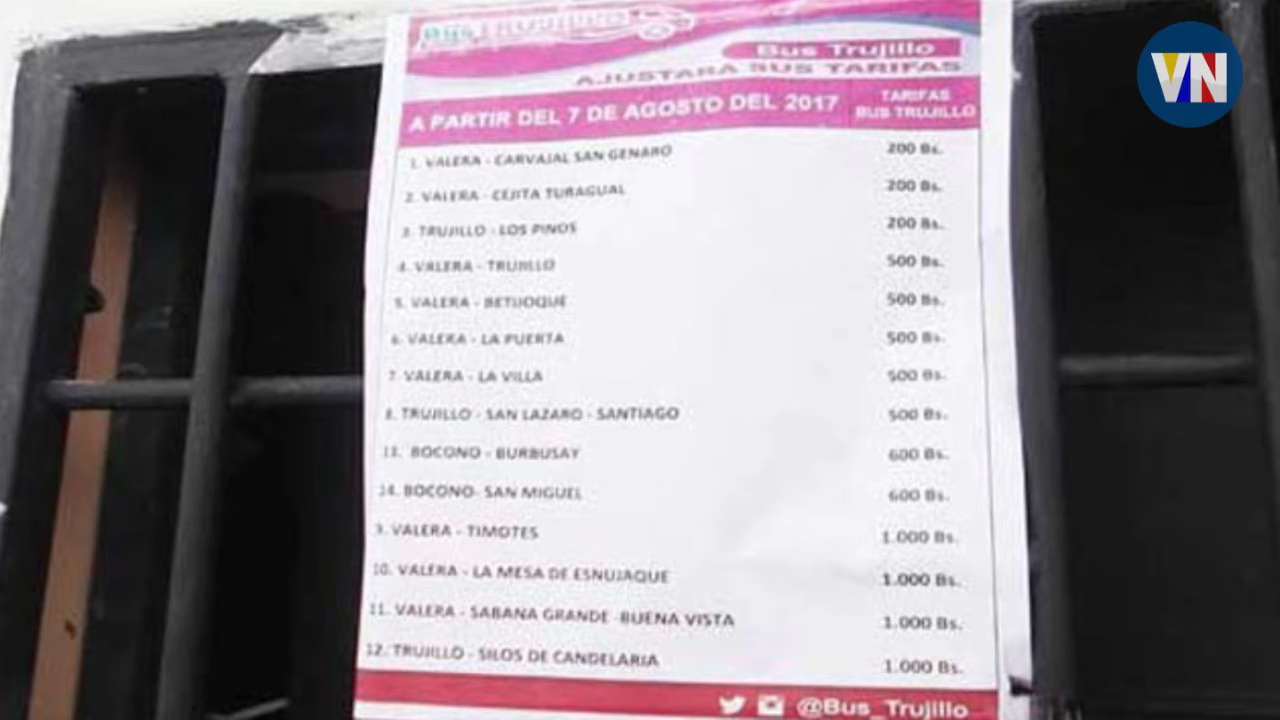 BUS TRUJILLO
VN
Bus Trujillo
AJUSTARA SUS TARIFAS
A PARTIR DEL 7 DE AGOSTO DEL 2017 TARIFAS BUS TRUJILLO
1. VALERA - CARVAJAL SAN GENARO 200 Bs.
2. VALERA - CEJITA TURAGUAL 200 Bs.
3. TRUJILLO - LOS PINOS 200 Bs.
4. VALERA - TRUJILLO 500 Bs.
5. VALERA - BETIJOQUE 500 Bs.
6. VALERA - LA PUERTA 500 Bs.
7. VALERA - LA VILLA 500 Bs.
8. TRUJILLO - SAN LAZARO - SANTIAGO 500 Bs.
13. BOCONO - BURBUSAY 600 Bs.
14. BOCONO- SAN MIGUEL 600 Bs.
9. VALERA - TIMOTES 1.000 Bs.
10. VALERA - LA MESA DE ESNUJAQUE 1.000 Bs.
11. VALERA - SABANA GRANDE -BUENA VISTA 1.000 Bs.
12. TRUJILLO - SILOS DE CANDELARIA 1.000 Bs.
@Bus_Trujillo